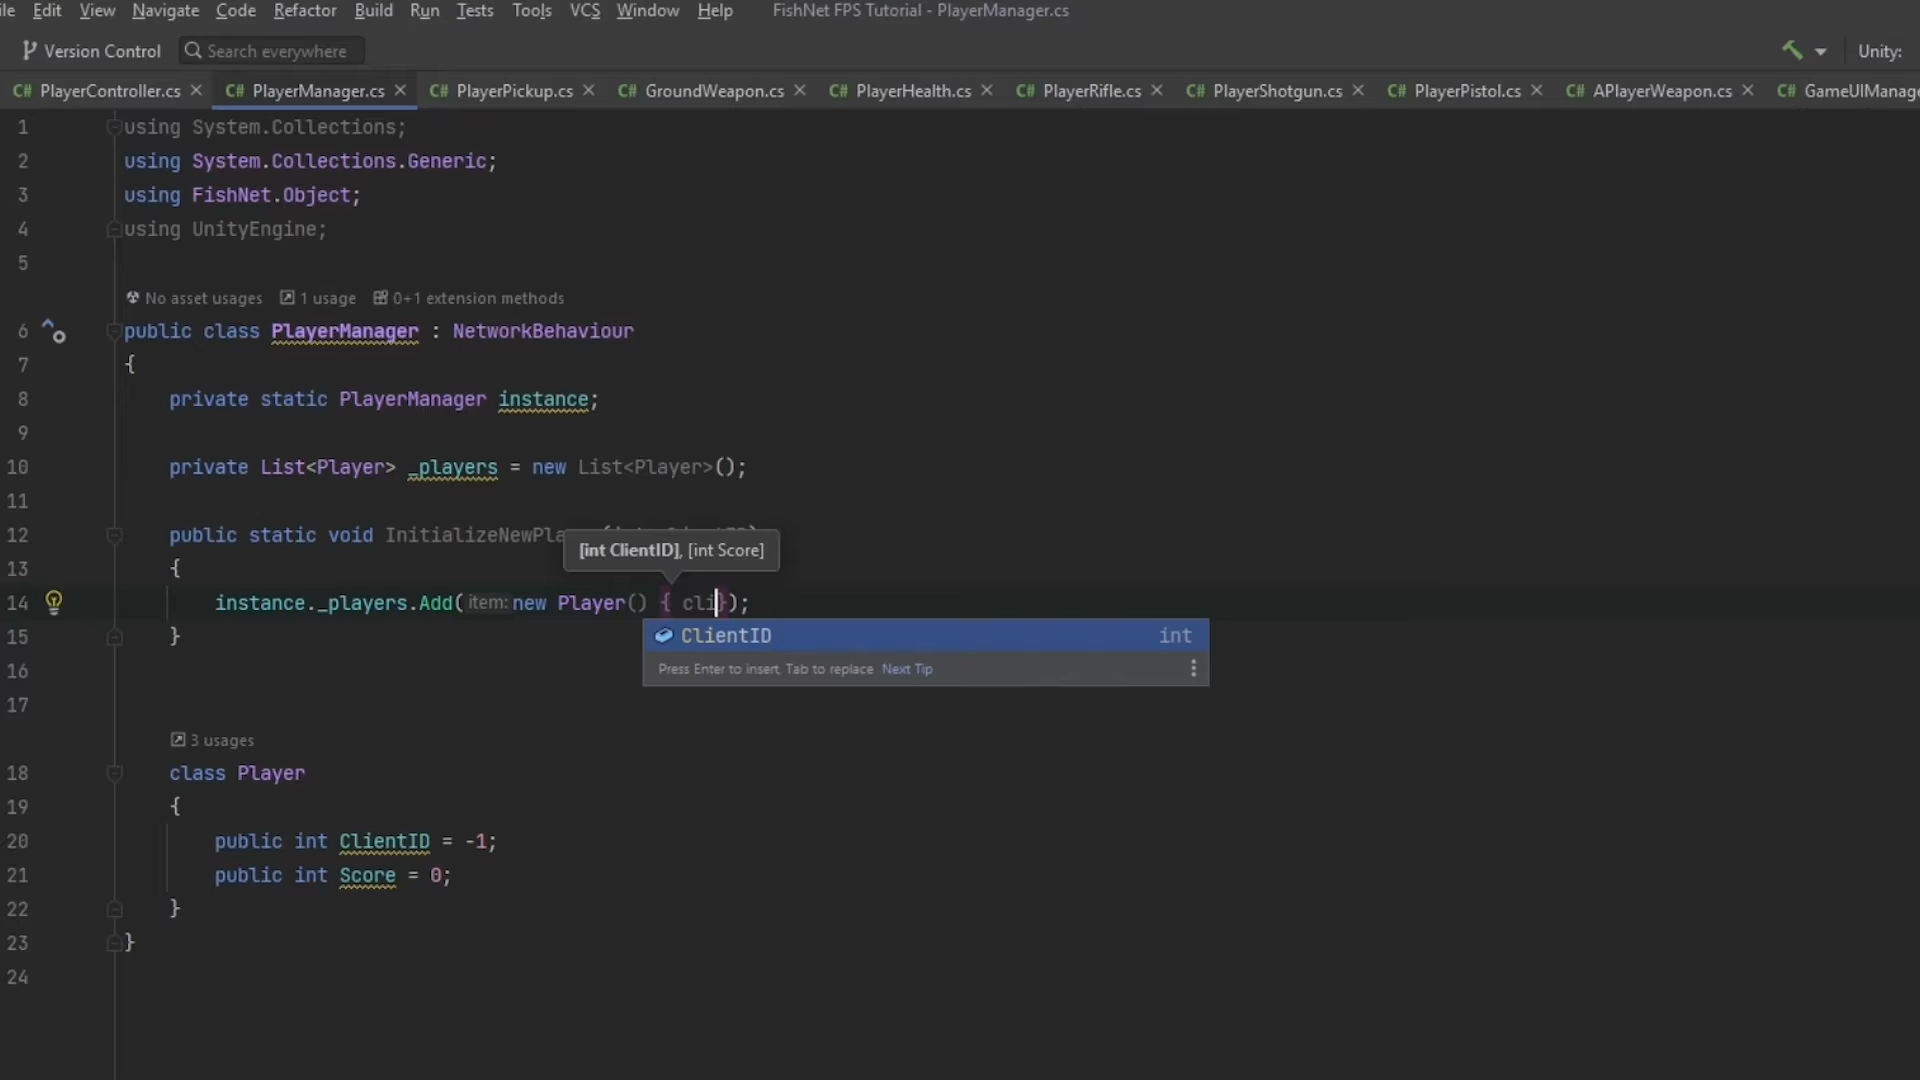 le Edit View Navigate Code Refactor Build Run Tests Tools VCS Window Help FishNet FPS Tutorial - PlayerManager.cs
Version Control Search everywhere Unity:
C# PlayerController.cs C# PlayerManager.cs C# PlayerPickup.cs C# GroundWeapon.cs C# PlayerHealth.cs C# PlayerRifle.cs C# PlayerShotgun.cs C# PlayerPistol.cs C# APlayerWeapon.cs C# GameUIManage
1 using System.Collections;
2 using System.Collections.Generic;
3 using FishNet.Object;
4 using UnityEngine;
5
No asset usages 1 usage 0+1 extension methods
6 public class PlayerManager : NetworkBehaviour
7 {
8 private static PlayerManager instance;
9
10 private List<Player> _players = new List<Player>();
11
12 public static void InitializeNewPla
[int ClientID], [int Score]
13 {
14 instance._players.Add(item: new Player() { cli});
ClientID int
15 }
Press Enter to insert, Tab to replace Next Tip
16
17
3 usages
18 class Player
19 {
20 public int ClientID = -1;
21 public int Score = 0;
22 }
23 }
24